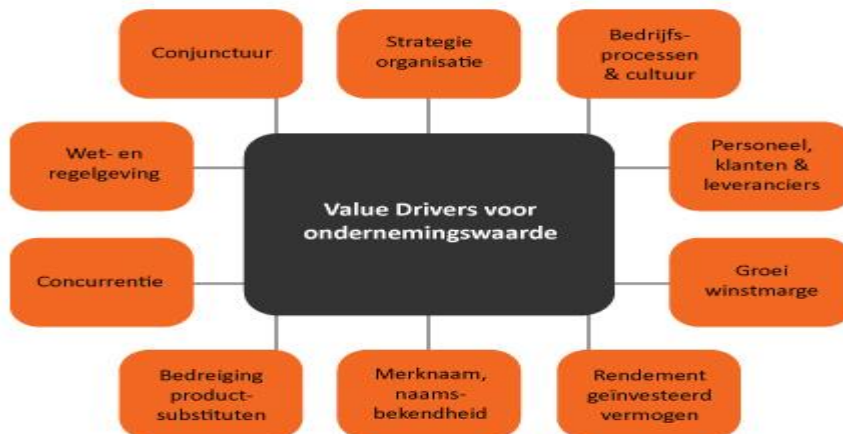 Conjunctuur
Strategie
organisatie
Bedrijfs-
processen
& cultuur
Wet- en
regelgeving
Personeel,
klanten &
leveranciers
Value Drivers voor
ondernemingswaarde
Concurrentie
Groei
winstmarge
Bedreiging
product-
substituten
Merknaam,
naams-
bekendheid
Rendement
geïnvesteerd
vermogen